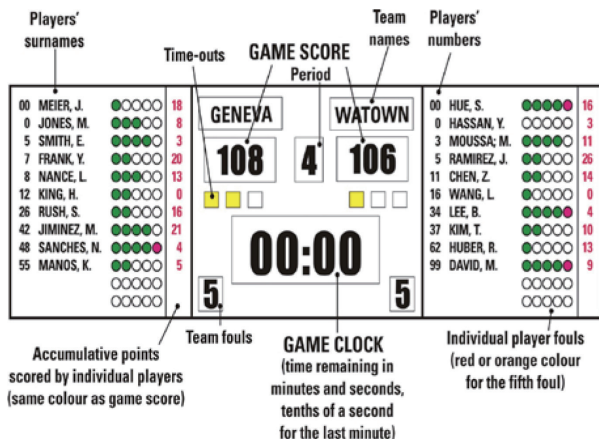 Players'
surnames
Time-outs
GAME SCORE
Period
Team
names
Players'
numbers
00 MEIER, J. 18
0 JONES, M. 8
5 SMITH, E. 3
7 FRANK, Y. 20
8 NANCE, L. 13
12 KING, H. 0
26 RUSH, S. 16
42 JIMINEZ, M. 21
48 SANCHES, N. 4
55 MANOS, K. 5
GENEVA
WATOWN
108
4
106
00:00
5
5
00 HUE, S. 16
0 HASSAN, Y. 3
3 MOUSSA; M. 11
5 RAMIREZ, J. 26
11 CHEN, Z. 14
16 WANG, L. 0
34 LEE, B. 4
37 KIM, T. 10
62 HUBER, R. 13
99 DAVID, M. 9
Accumulative points
scored by individual players
(same colour as game score)
Team fouls
GAME CLOCK
(time remaining in
minutes and seconds,
tenths of a second
for the last minute)
Individual player fouls
(red or orange colour
for the fifth foul)